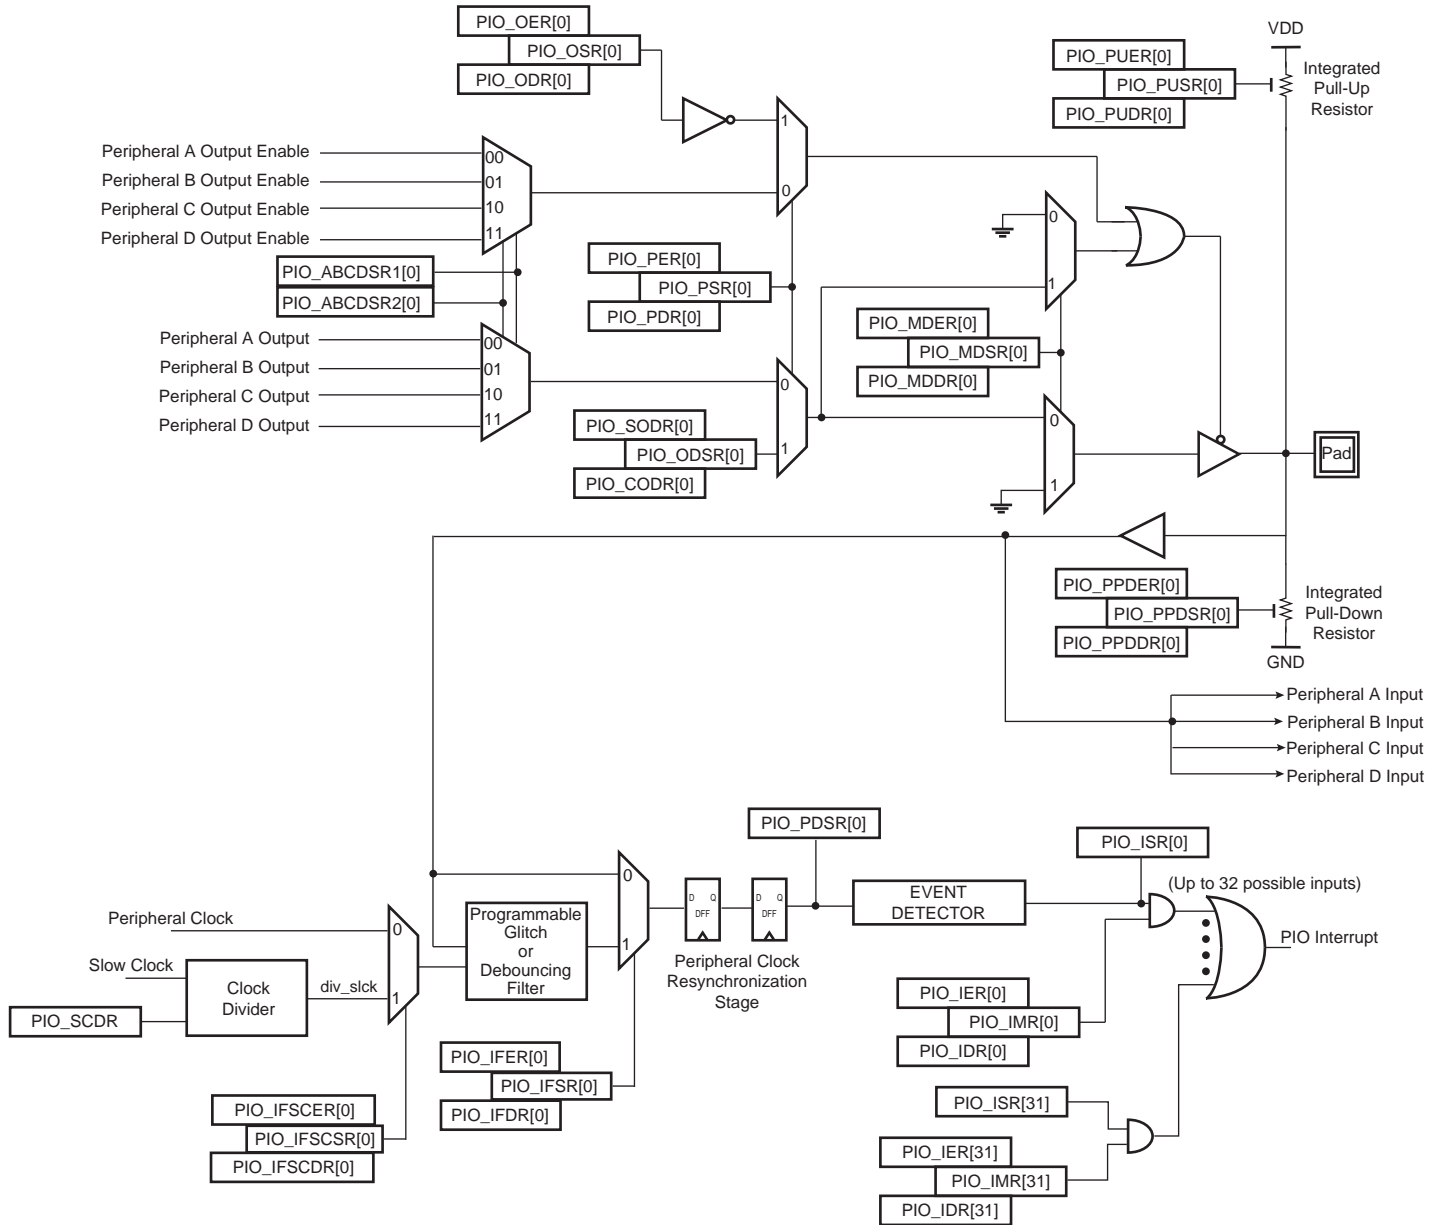 PIO_OER[0]
PIO_OSR[0]
PIO_ODR[0]
VDD
PIO_PUER[0]
PIO_PUSR[0]
PIO_PUDR[0]
Integrated
Pull-Up
Resistor
1
0
Peripheral A Output Enable
Peripheral B Output Enable
Peripheral C Output Enable
Peripheral D Output Enable
00
01
10
11
PIO_ABCDSR1[0]
PIO_ABCDSR2[0]
PIO_PER[0]
PIO_PSR[0]
PIO_PDR[0]
0
1
PIO_MDER[0]
PIO_MDSR[0]
PIO_MDDR[0]
Peripheral A Output
Peripheral B Output
Peripheral C Output
Peripheral D Output
00
01
10
11
0
1
PIO_SODR[0]
PIO_ODSR[0]
PIO_CODR[0]
0
1
Pad
PIO_PPDER[0]
PIO_PPDSR[0]
PIO_PPDDR[0]
Integrated
Pull-Down
Resistor
GND
Peripheral A Input
Peripheral B Input
Peripheral C Input
Peripheral D Input
PIO_PDSR[0]
PIO_ISR[0]
(Up to 32 possible inputs)
EVENT
DETECTOR
PIO Interrupt
0
1
D Q
DFF
D Q
DFF
Peripheral Clock
Resynchronization
Stage
Programmable
Glitch
or
Debouncing
Filter
Peripheral Clock
Slow Clock
Clock
Divider
div_slck
0
1
PIO_SCDR
PIO_IER[0]
PIO_IMR[0]
PIO_IDR[0]
PIO_IFER[0]
PIO_IFSR[0]
PIO_IFDR[0]
PIO_IFSCER[0]
PIO_IFSCSR[0]
PIO_IFSCDR[0]
PIO_ISR[31]
PIO_IER[31]
PIO_IMR[31]
PIO_IDR[31]